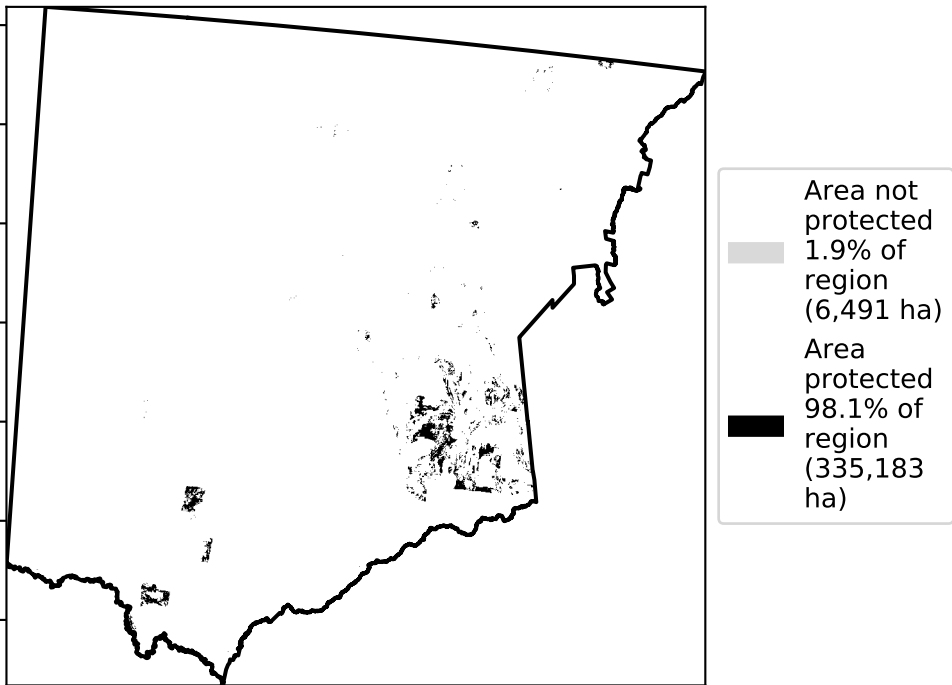 Area not
protected
1.9% of
region
(6,491 ha)
Area
protected
98.1% of
region
(335,183
ha)